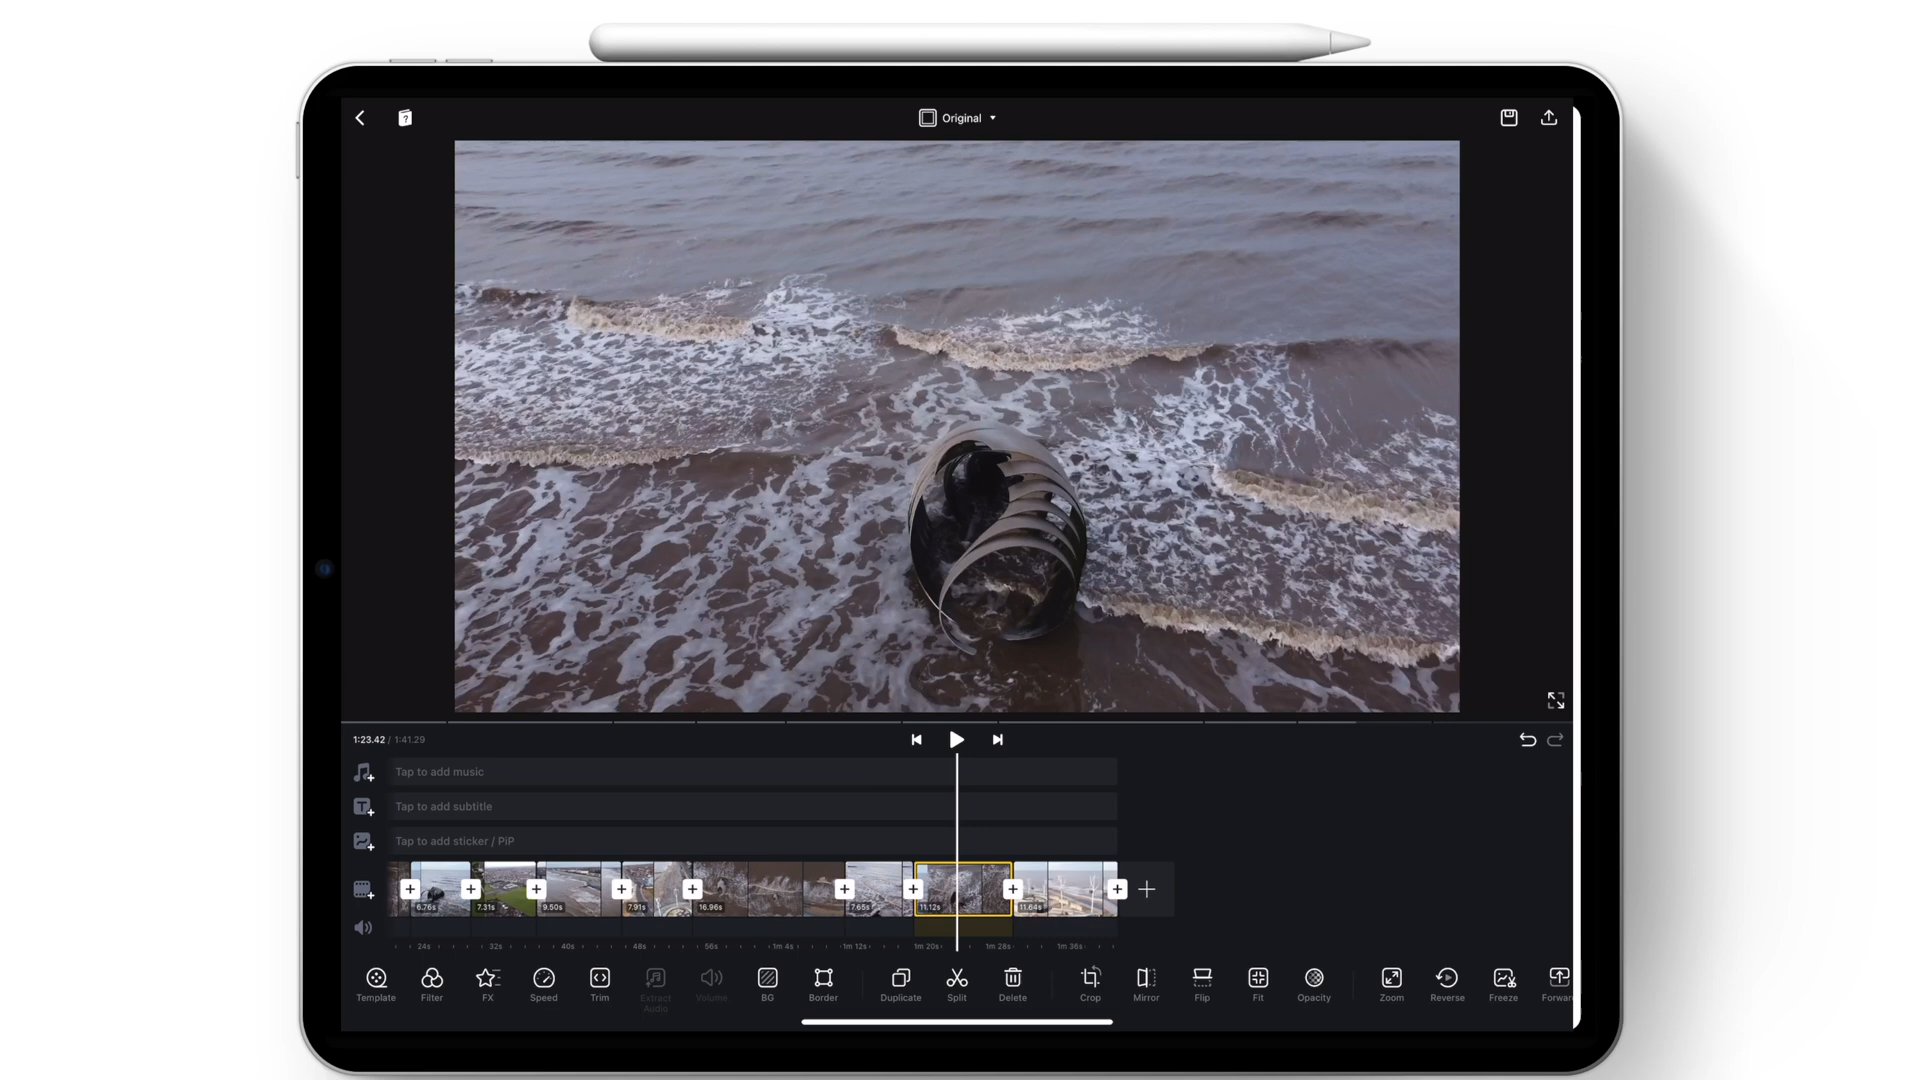 ?
Original
1:23.42 / 1:41.29
Tap to add music
Tap to add subtitle
Tap to add sticker / PiP
6.76s 7.31s 9.50s 7.91s 16.96s 7.65s 11.12s 11.64s
24s 32s 40s 48s 56s 1m 4s 1m 12s 1m 20s 1m 28s 1m 36s
Template Filter FX Speed Trim Extract Audio Volume BG Border Duplicate Split Delete Crop Mirror Flip Fit Opacity Zoom Reverse Freeze Forwar